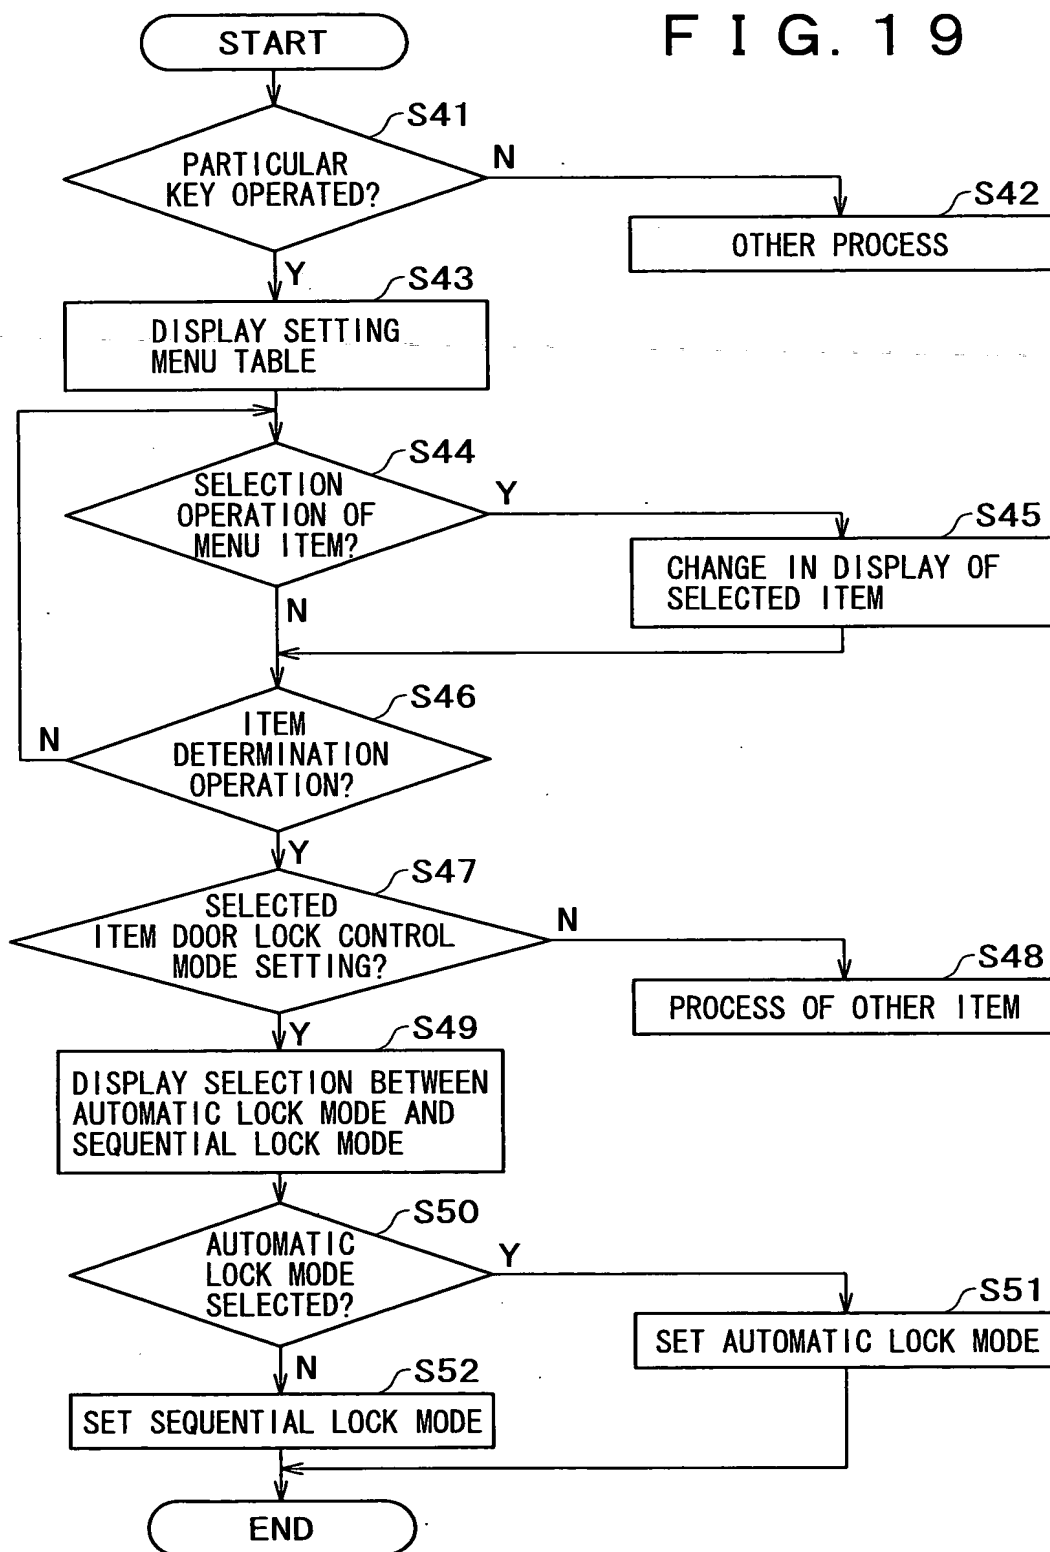 FIG. 19
START
S41
PARTICULAR
KEY OPERATED?
N
S42
OTHER PROCESS
Y
S43
DISPLAY SETTING
MENU TABLE
S44
SELECTION
OPERATION OF
MENU ITEM?
Y
S45
CHANGE IN DISPLAY OF
SELECTED ITEM
N
S46
ITEM
DETERMINATION
OPERATION?
N
Y
S47
SELECTED
ITEM DOOR LOCK CONTROL
MODE SETTING?
N
S48
PROCESS OF OTHER ITEM
Y
S49
DISPLAY SELECTION BETWEEN
AUTOMATIC LOCK MODE AND
SEQUENTIAL LOCK MODE
S50
AUTOMATIC
LOCK MODE
SELECTED?
Y
S51
SET AUTOMATIC LOCK MODE
N
S52
SET SEQUENTIAL LOCK MODE
END